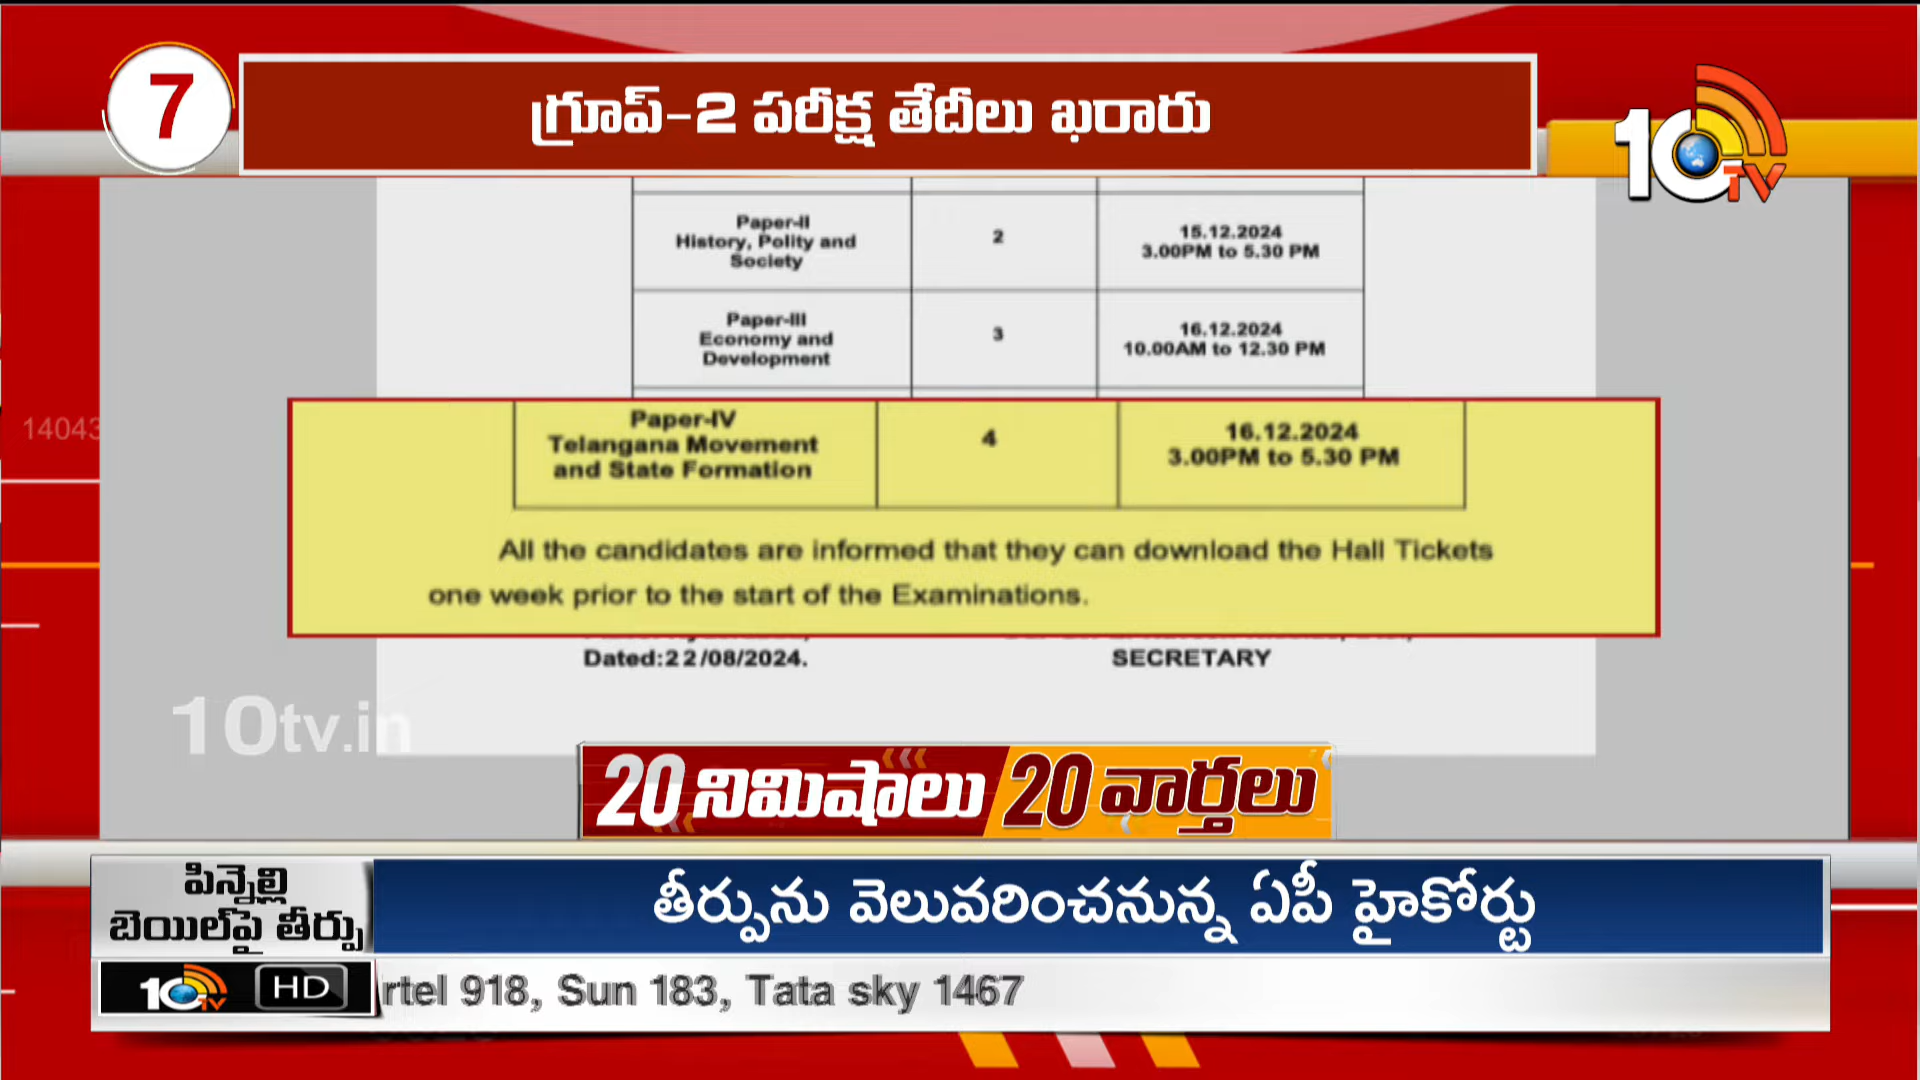 7
గ్రూప్-2 పరీక్ష తేదీలు ఖరారు
10TV
Paper-II
History, Polity and
Society
2
15.12.2024
3.00PM to 5.30 PM
Paper-III
Economy and
Development
3
16.12.2024
10.00AM to 12.30 PM
14043
Paper-IV
Telangana Movement
and State Formation
4
16.12.2024
3.00PM to 5.30 PM
All the candidates are informed that they can download the Hall Tickets
one week prior to the start of the Examinations.
Dated:22/08/2024.
SECRETARY
10tv.in
20 నిమిషాలు 20 వార్తలు
పిన్నెల్లి
బెయిల్‌పై తీర్పు
తీర్పును వెలువరించనున్న ఏపీ హైకోర్టు
10TV HD
rtel 918, Sun 183, Tata sky 1467